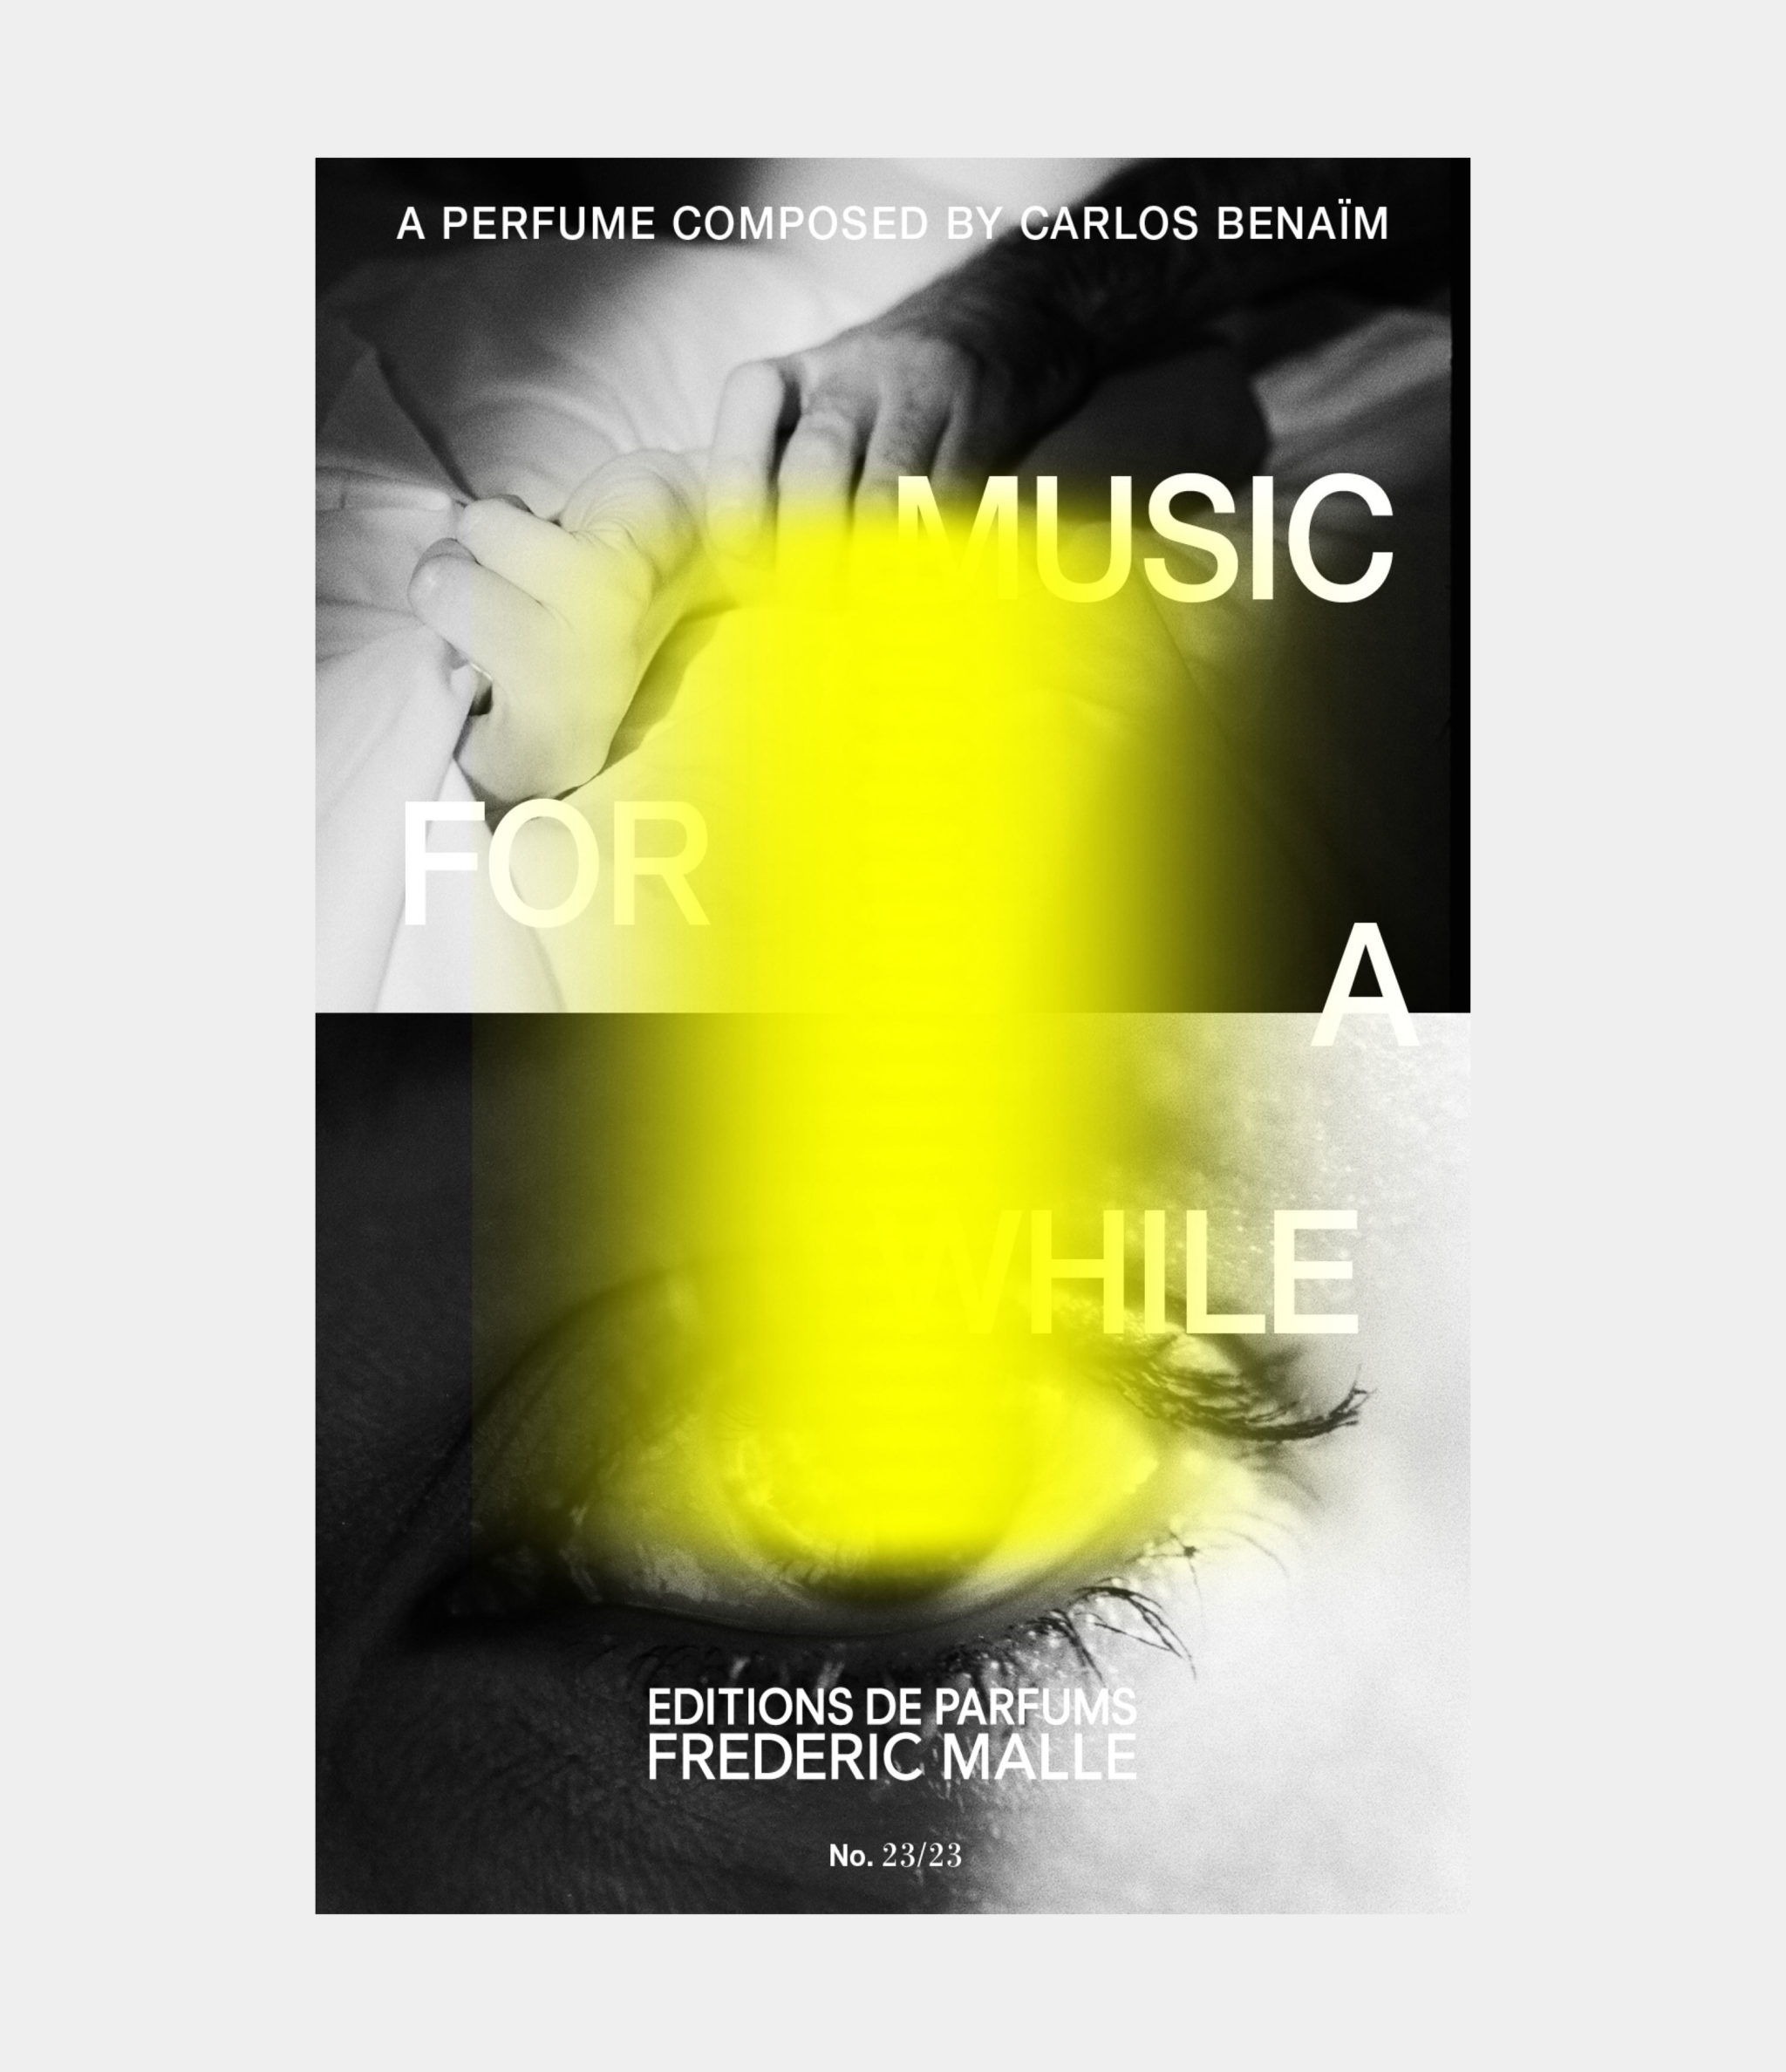 A PERFUME COMPOSED BY CARLOS BENAÏM
MUSIC
FOR
A
WHILE
EDITIONS DE PARFUMS
FREDERIC MALLE
No. 23/23